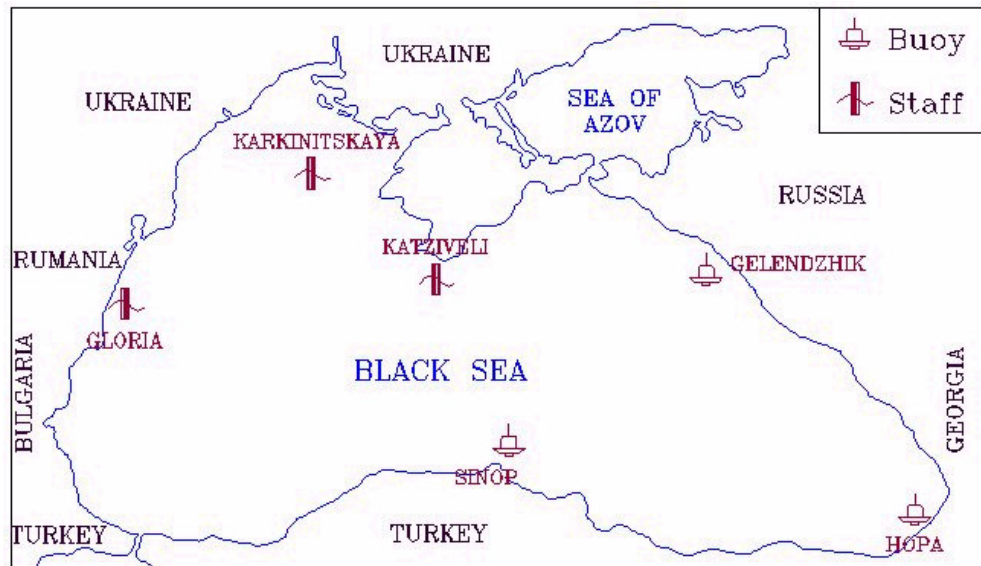 UKRAINE
Buoy
UKRAINE
SEA OF
AZOV
Staff
KARKINITSKAYA
RUSSIA
KATZIVELI
RUMANIA
GELENDZHIK
GLORIA
BULGARIA
BLACK SEA
GEORGIA
SINOP
TURKEY
TURKEY
HOPA